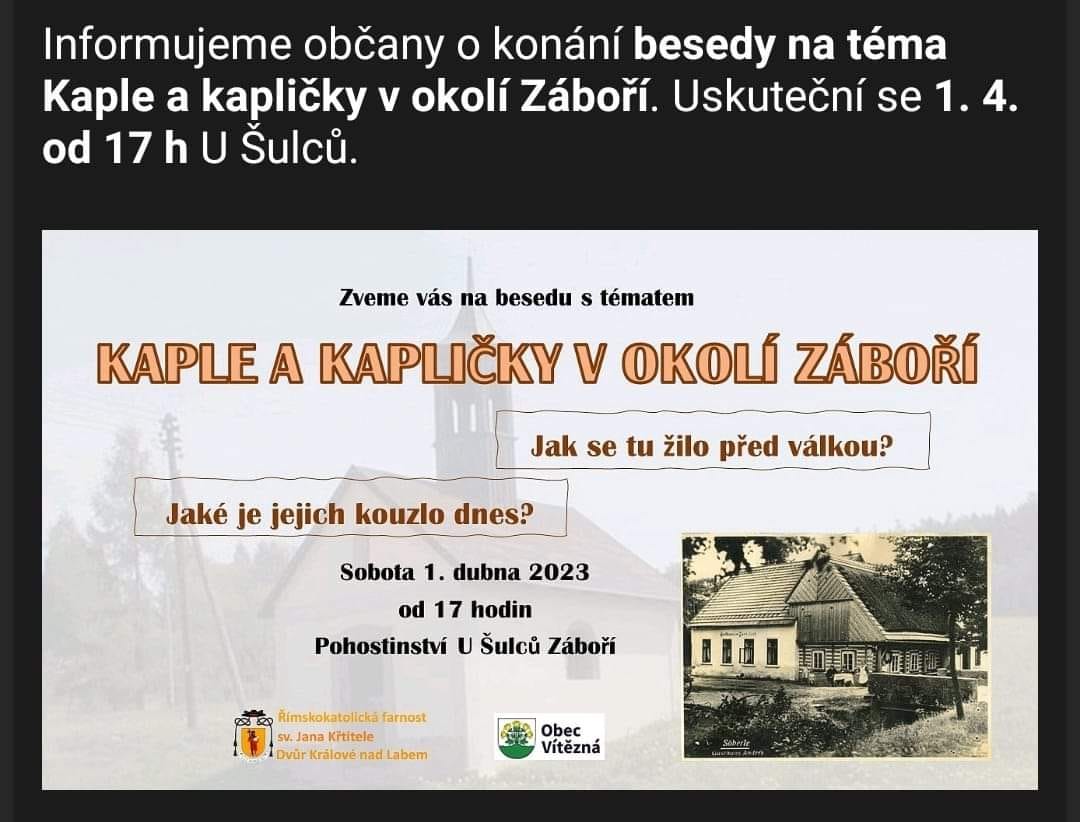 Informujeme občany o konání besedy na téma
Kaple a kapličky v okolí Záboří. Uskuteční se 1. 4.
od 17 h U Šulců.
Zveme vás na besedu s tématem
KAPLE A KAPLIČKY V OKOLÍ ZÁBOŘÍ
Jak se tu žilo před válkou?
Jaké je jejich kouzlo dnes?
Sobota 1. dubna 2023
od 17 hodin
Pohostinství U Šulců Záboří
Římskokatolická farnost
sv. Jana Křtitele
Dvůr Králové nad Labem
Obec
Vítězná
Söberle